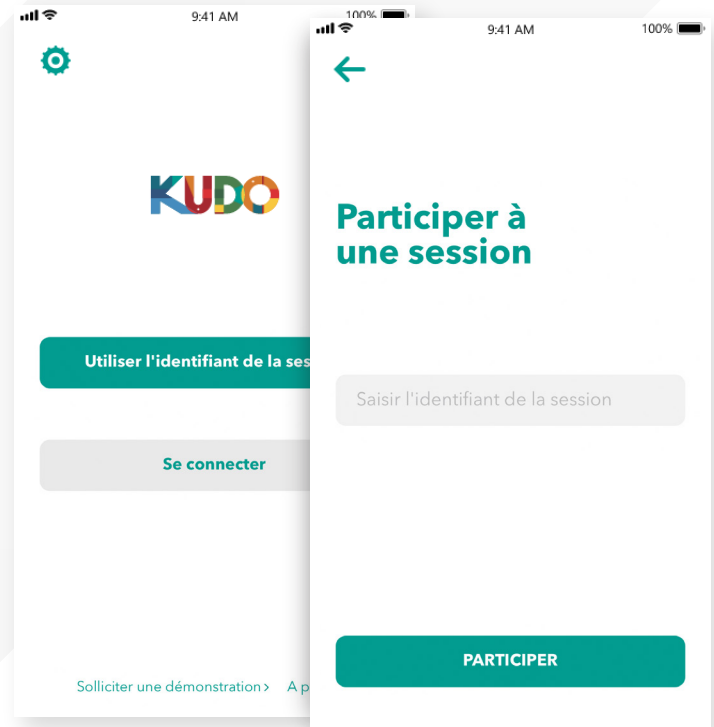 9:41 AM
100%
KUDO
Utiliser l'identifiant de la ses
Se connecter
Solliciter une démonstration >
A p
9:41 AM
100%
Participer à
une session
Saisir l'identifiant de la session
PARTICIPER